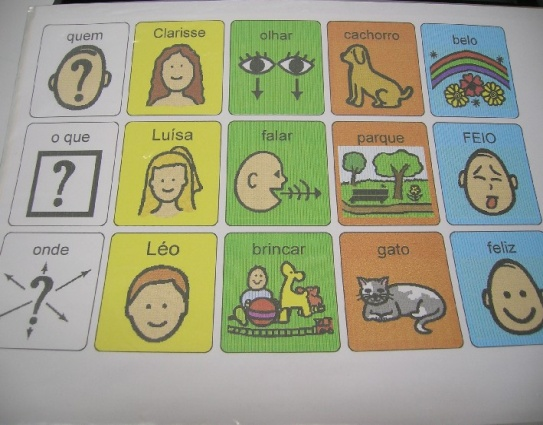 quem
Clarisse
olhar
cachorro
belo
o que
Luísa
falar
parque
FEIO
onde
Léo
brincar
gato
feliz